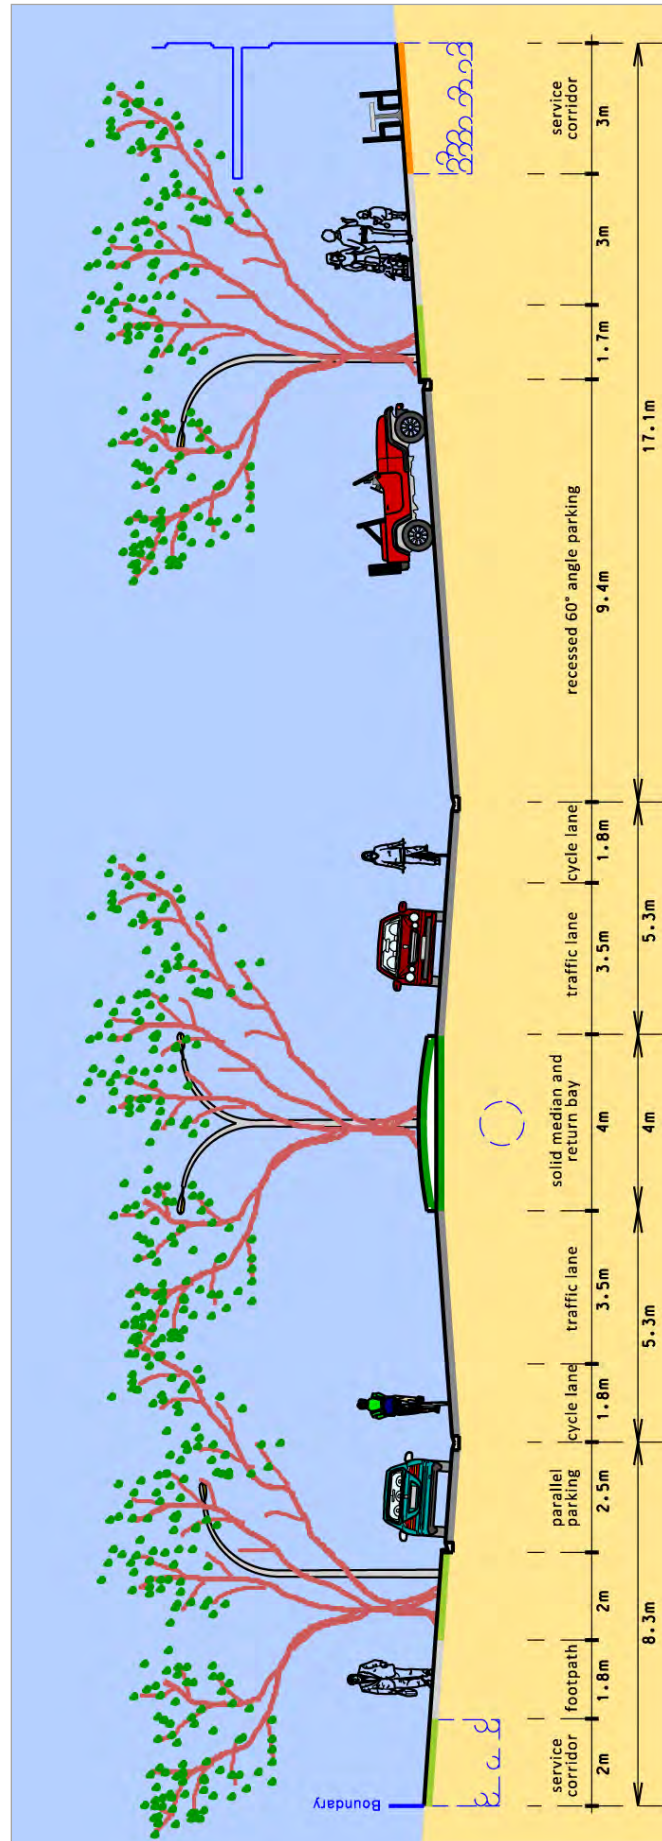 Boundary
service
corridor
footpath
parallel
parking
cycle lane
traffic lane
solid median and
return bay
traffic lane
cycle lane
recessed 60° angle parking
service
corridor
2m
1.8m
2m
2.5m
1.8m
3.5m
4m
3.5m
1.8m
9.4m
1.7m
3m
3m
8.3m
5.3m
4m
5.3m
17.1m